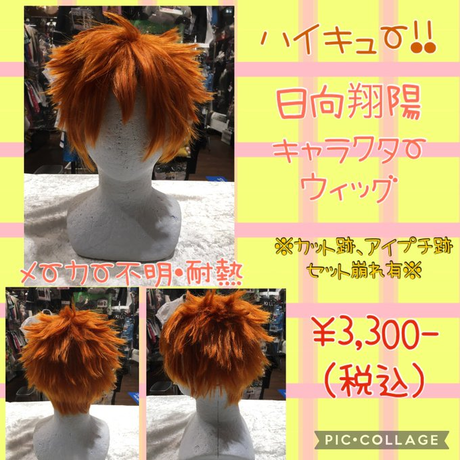 ハイキュー!!
日向翔陽
キャラクター
ウィッグ
※カット跡、アイプチ跡
セット崩れ有※
メーカー不明・耐熱
¥3,300-
(税込)
PIC•COLLAGE